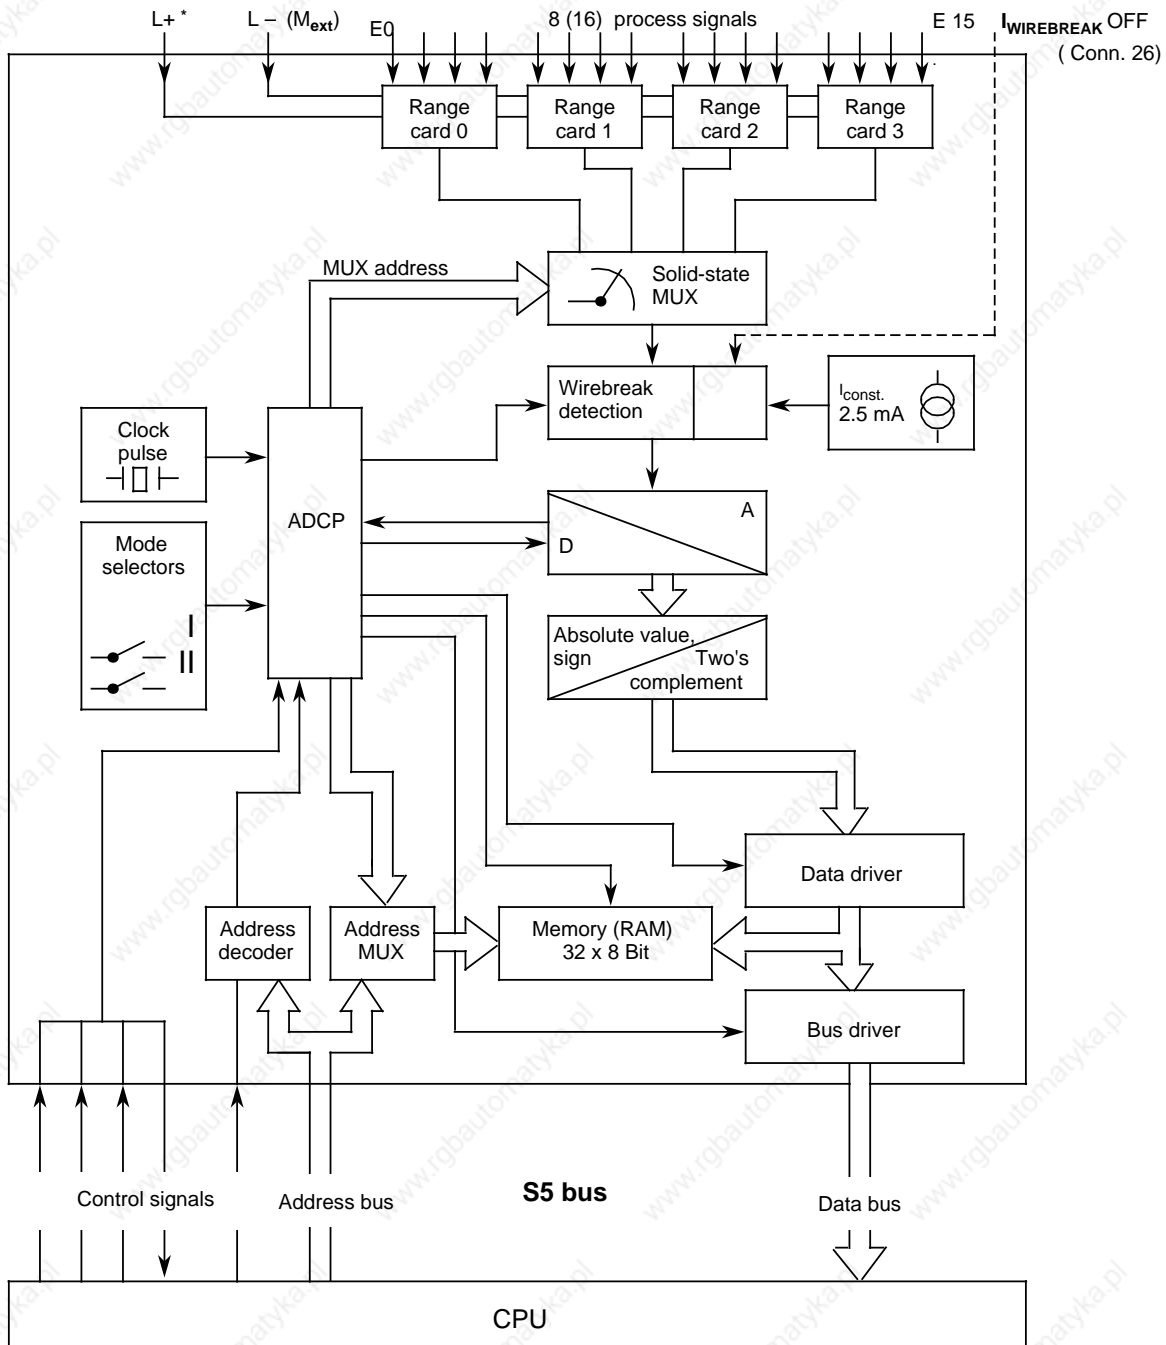 L+ *
L – (Mext)
E0
8 (16) process signals
E 15
IWIREBREAK OFF
( Conn. 26)
Range
card 0
Range
card 1
Range
card 2
Range
card 3
MUX address
Solid-state
MUX
Wirebreak
detection
Iconst.
2.5 mA
Clock
pulse
ADCP
A
D
Mode
selectors
I
II
Absolute value,
sign
Two's
complement
Data driver
Address
decoder
Address
MUX
Memory (RAM)
32 x 8 Bit
Bus driver
Control signals
Address bus
S5 bus
Data bus
CPU
www.rgbautomatyka.pl